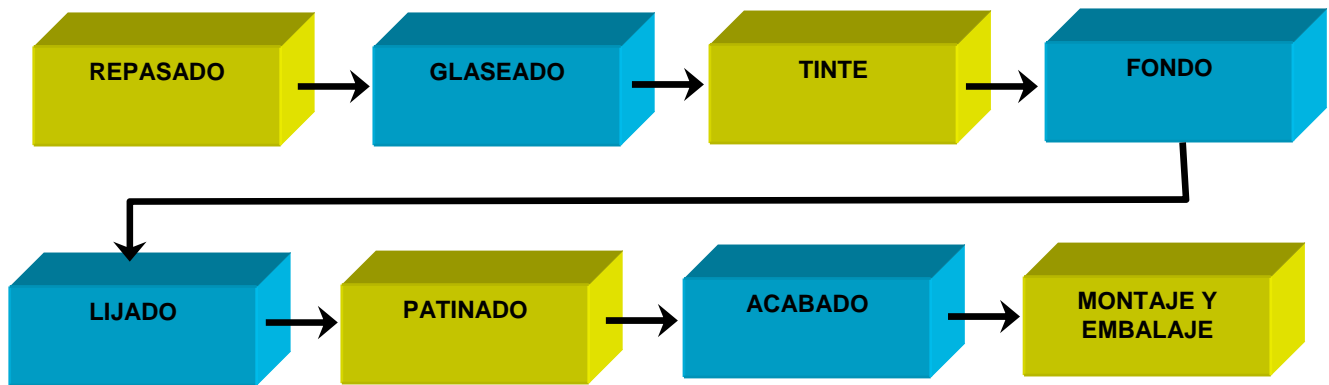 REPASADO
GLASEADO
TINTE
FONDO
LIJADO
PATINADO
ACABADO
MONTAJE Y
EMBALAJE